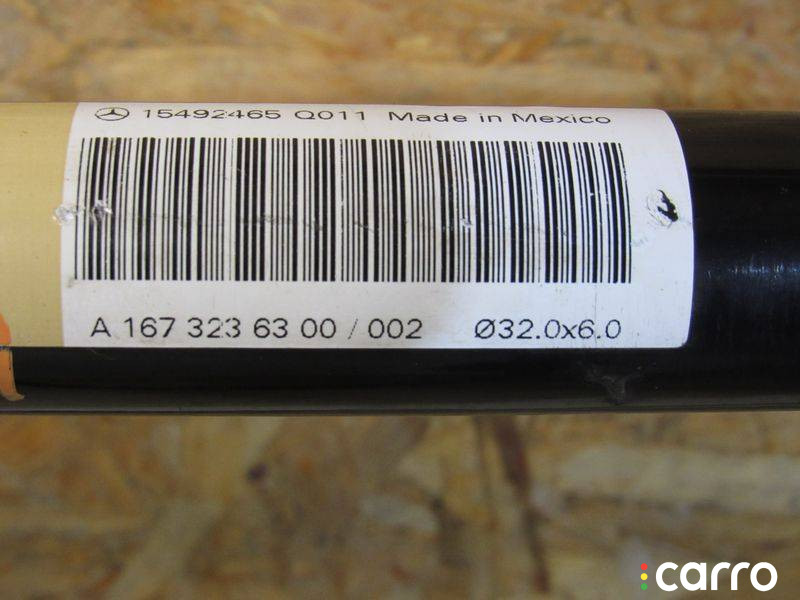 15492465 Q011 Made in Mexico
A 167 323 63 00 / 002 Ø32.0x6.0
carro